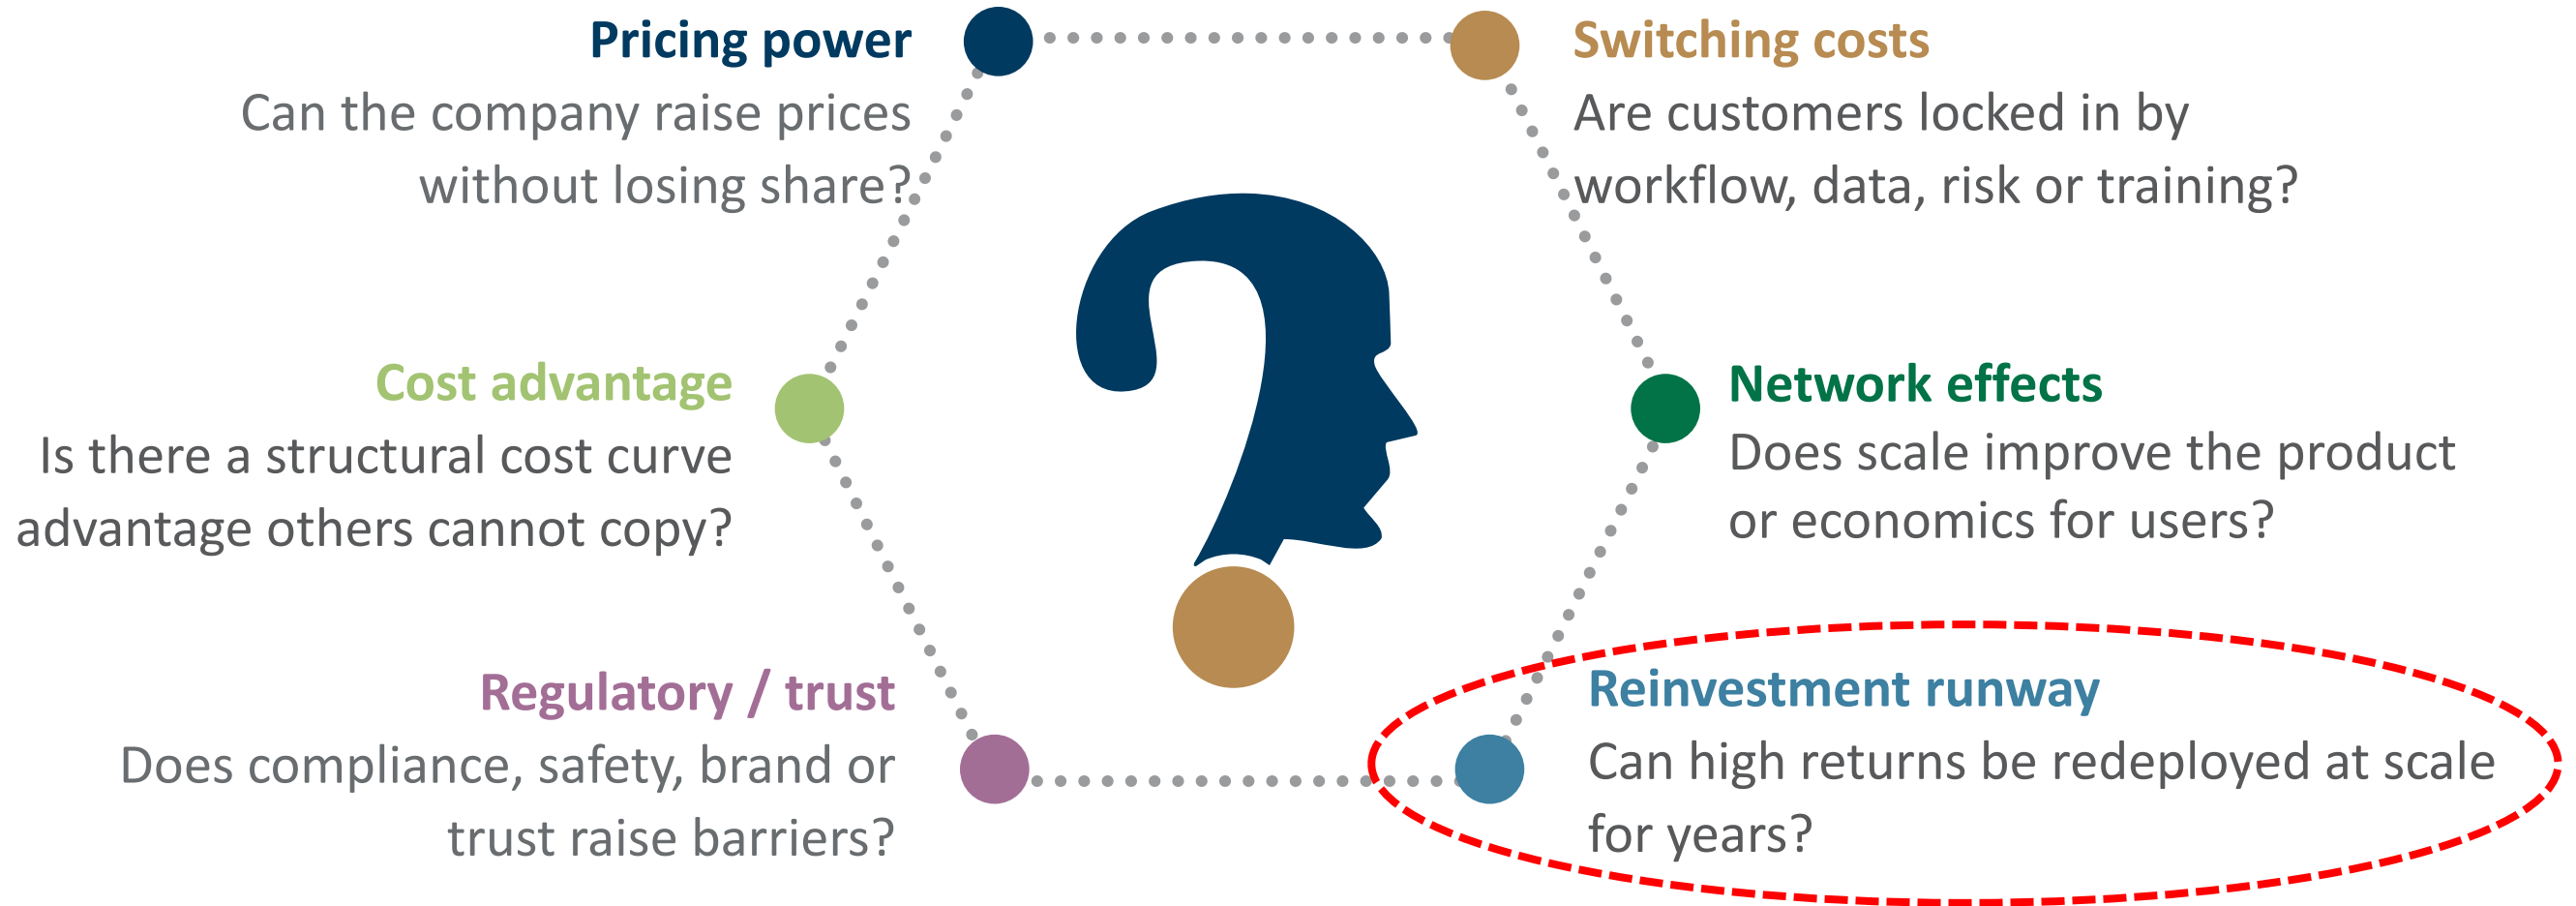 Pricing power
Can the company raise prices
without losing share?
Switching costs
Are customers locked in by
workflow, data, risk or training?
Cost advantage
Is there a structural cost curve
advantage others cannot copy?
Network effects
Does scale improve the product
or economics for users?
Regulatory / trust
Does compliance, safety, brand or
trust raise barriers?
Reinvestment runway
Can high returns be redeployed at scale
for years?